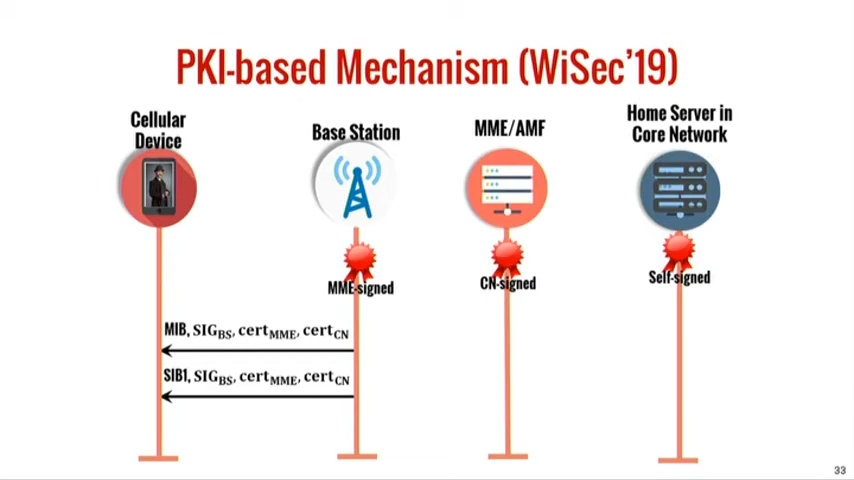 PKI-based Mechanism (WiSec'19)
Cellular
Device
Base Station
MME/AMF
Home Server in
Core Network
MME-signed
CN-signed
Self-signed
MIB, SIG_BS, cert_MME, cert_CN
SIB1, SIG_BS, cert_MME, cert_CN
33